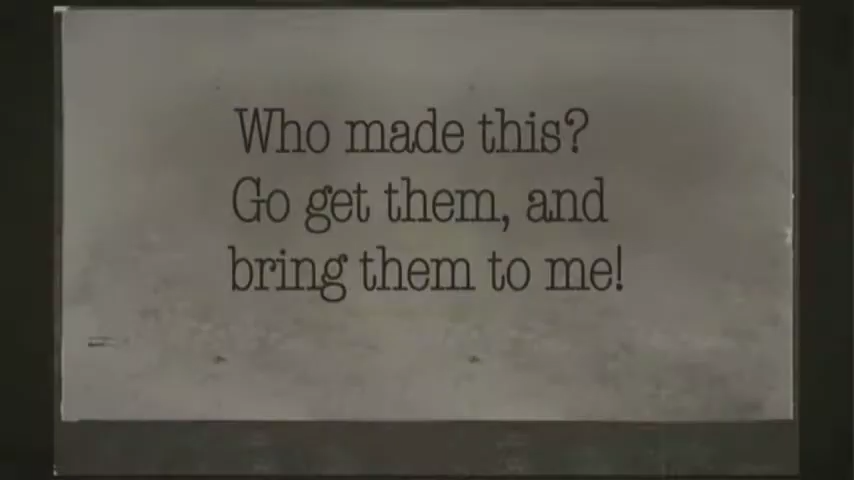 Who made this?
Go get them, and
bring them to me!